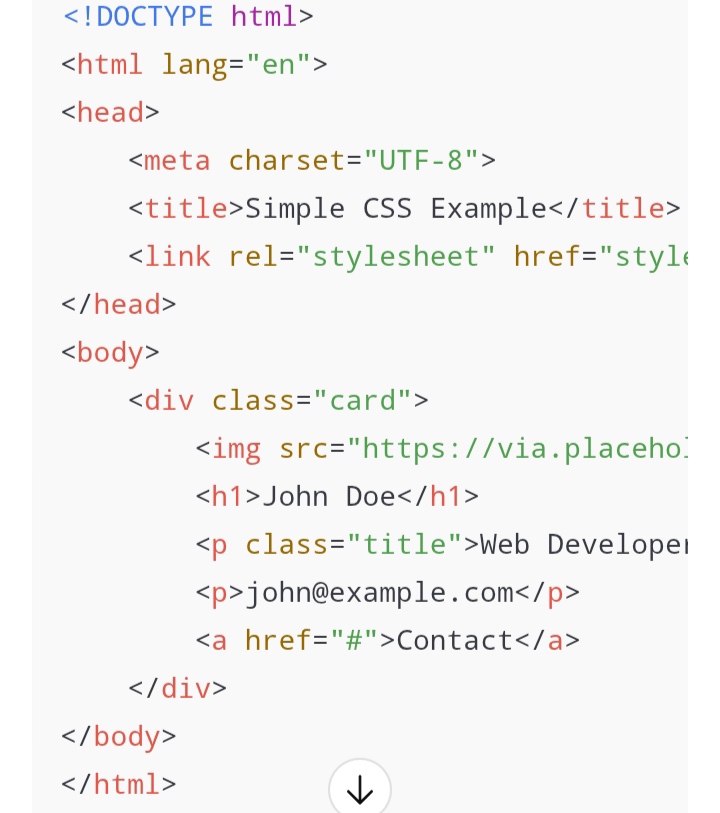 <!DOCTYPE html>
<html lang="en">
<head>
    <meta charset="UTF-8">
    <title>Simple CSS Example</title>
    <link rel="stylesheet" href="style
</head>
<body>
    <div class="card">
        <img src="https://via.placehol
        <h1>John Doe</h1>
        <p class="title">Web Developer
        <p>john@example.com</p>
        <a href="#">Contact</a>
    </div>
</body>
</html>